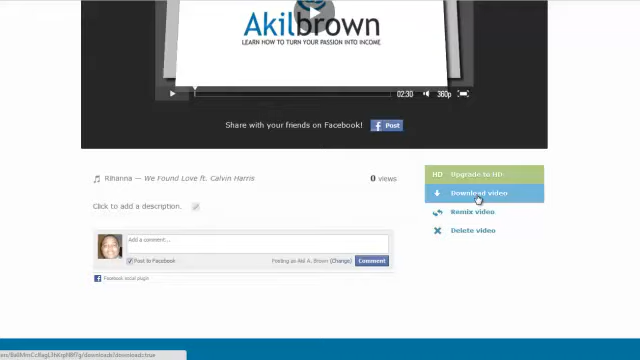 Akilbrown
LEARN HOW TO TURN YOUR PASSION INTO INCOME
02:30 360p
Share with your friends on Facebook! f Post
Rihanna — We Found Love ft. Calvin Harris 0 views
HD Upgrade to HD
Download video
Click to add a description.
Remix video
Delete video
Add a comment...
Post to Facebook Posting as Akil A. Brown (Change) Comment
Facebook social plugin